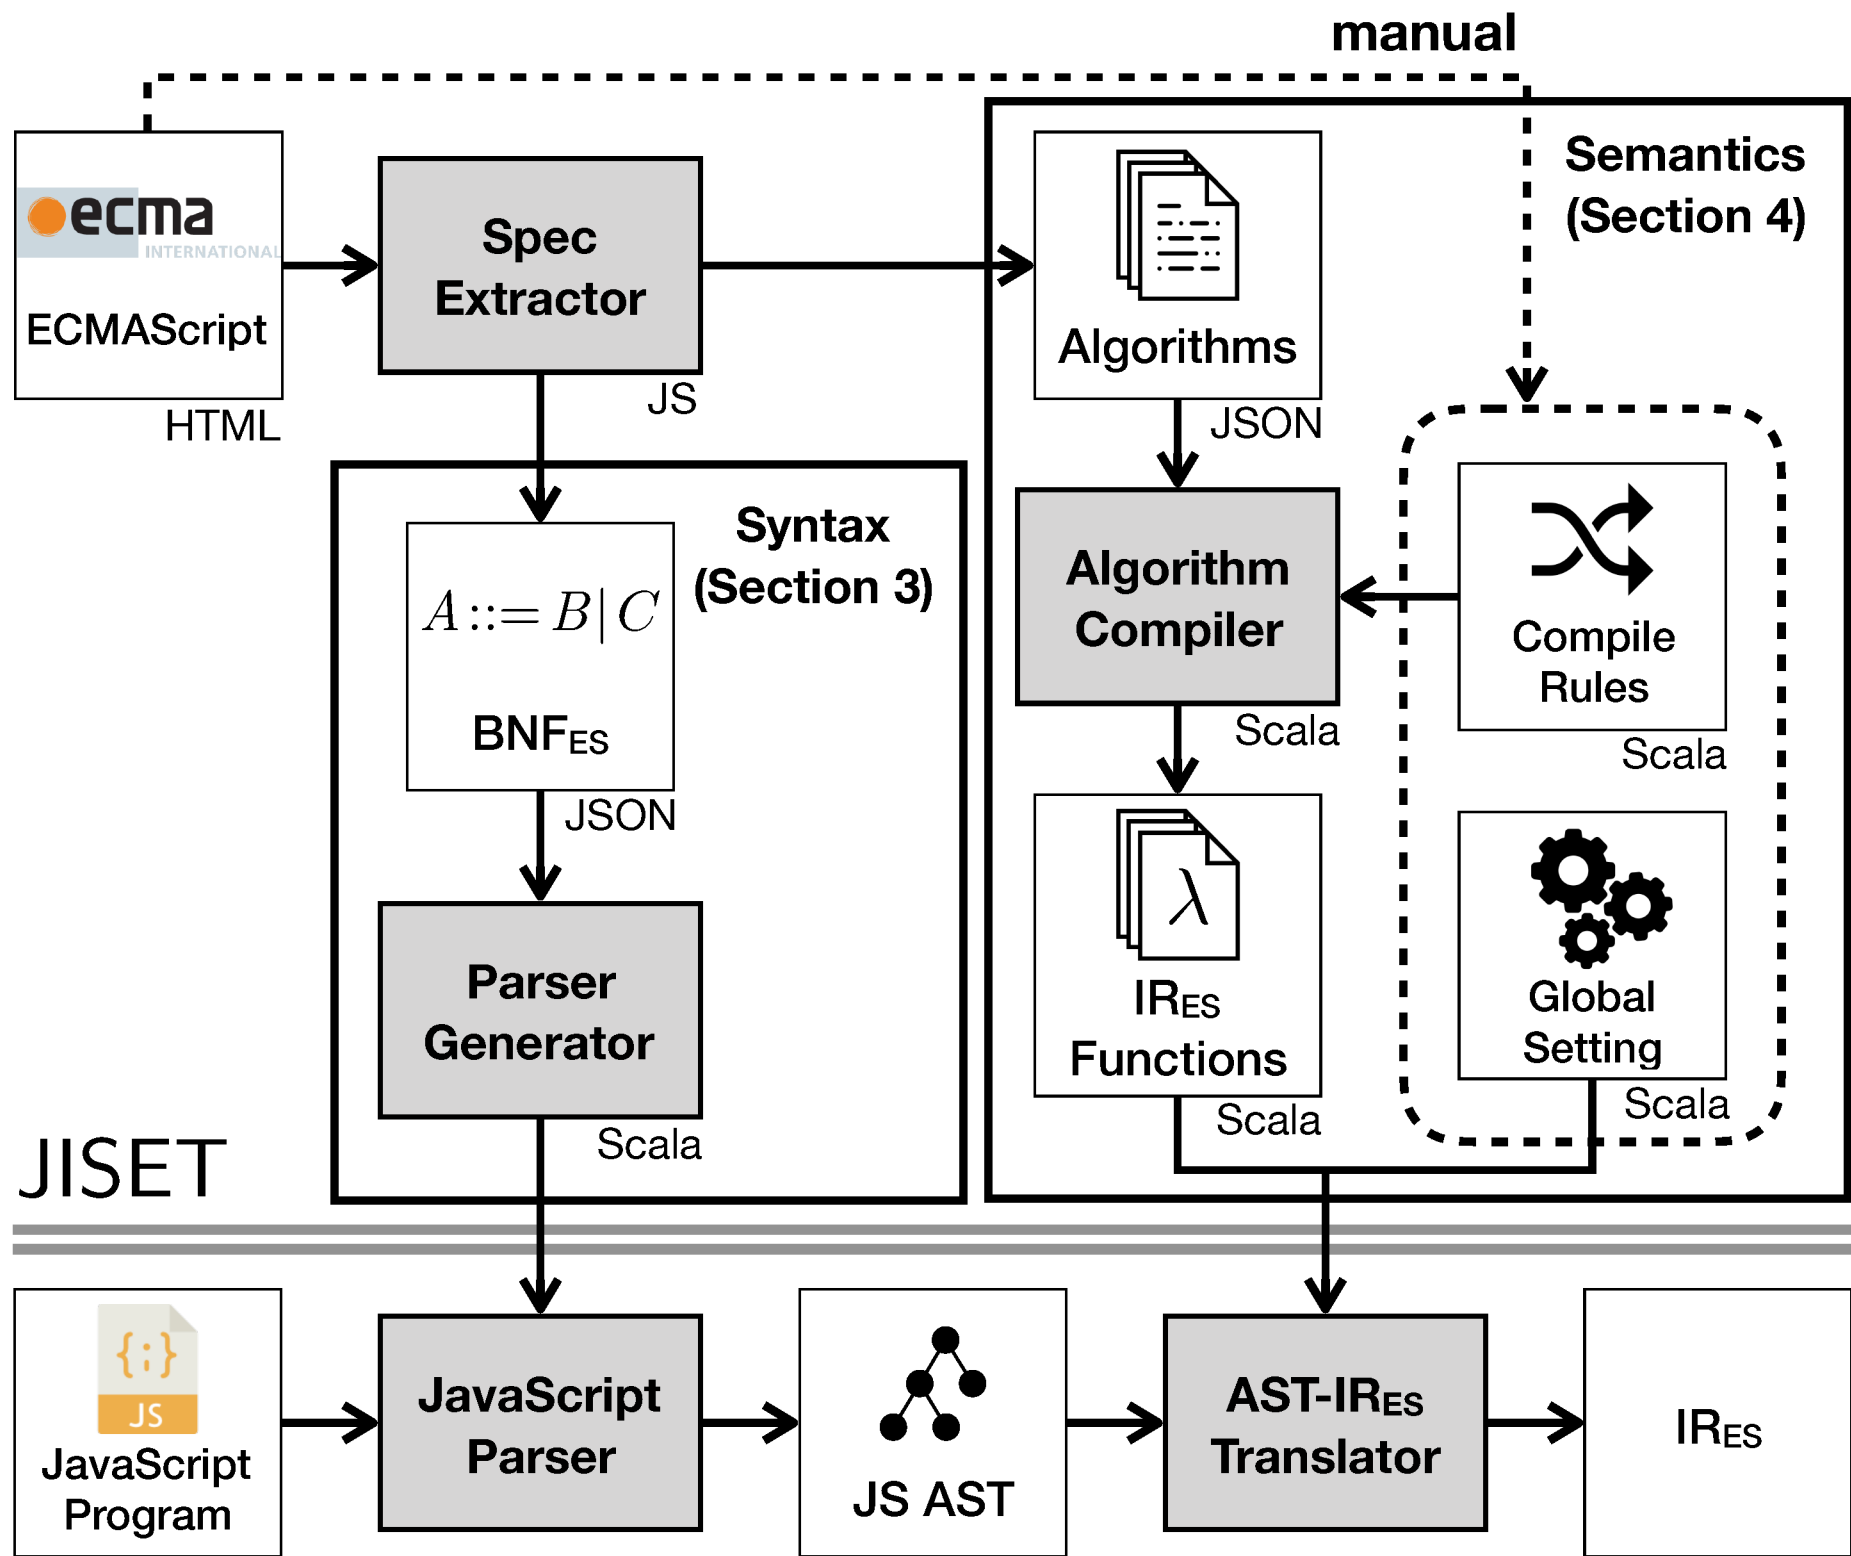 manual
ecma
INTERNATIONAL
ECMAScript
HTML
Spec
Extractor
JS
Algorithms
JSON
Semantics
(Section 4)
Syntax
(Section 3)
A ::= B | C
BNFES
JSON
Algorithm
Compiler
Scala
Compile
Rules
Scala
Parser
Generator
Scala
λ
IRES
Functions
Scala
Global
Setting
Scala
JISET
{;}
JS
JavaScript
Program
JavaScript
Parser
JS AST
AST-IRES
Translator
IRES